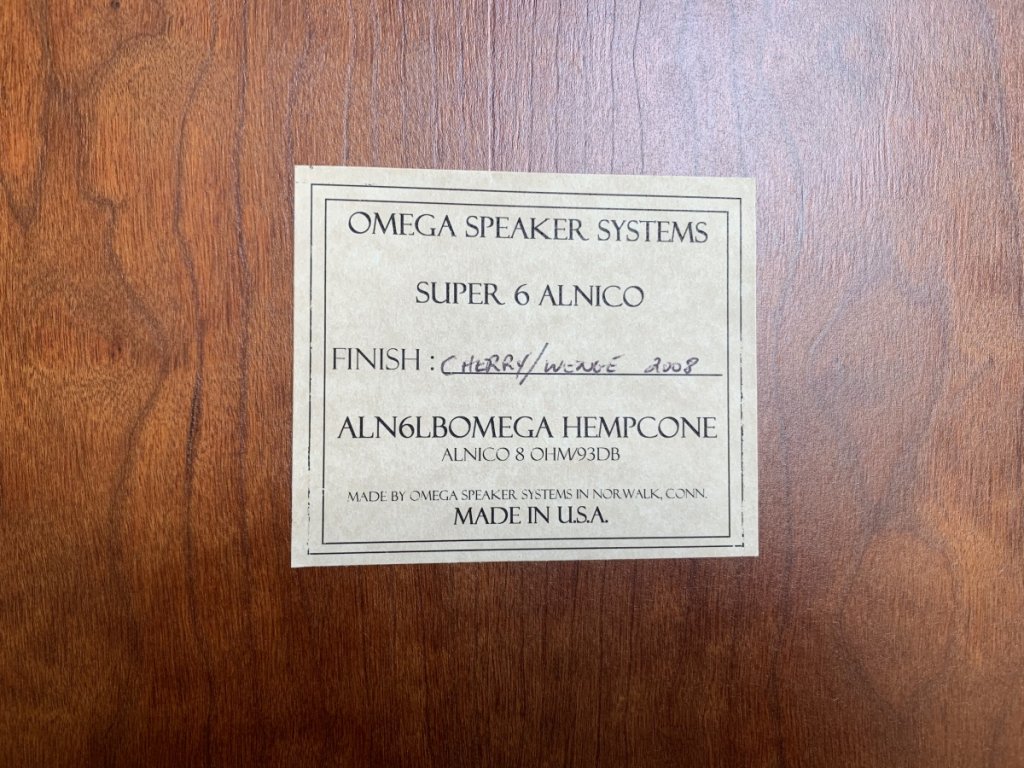 OMEGA SPEAKER SYSTEMS
SUPER 6 ALNICO
FINISH : CHERRY/WENGE 2008
ALN6LBOMEGA HEMPCONE
ALNICO 8 OHM/93DB
MADE BY OMEGA SPEAKER SYSTEMS IN NORWALK, CONN.
MADE IN U.S.A.